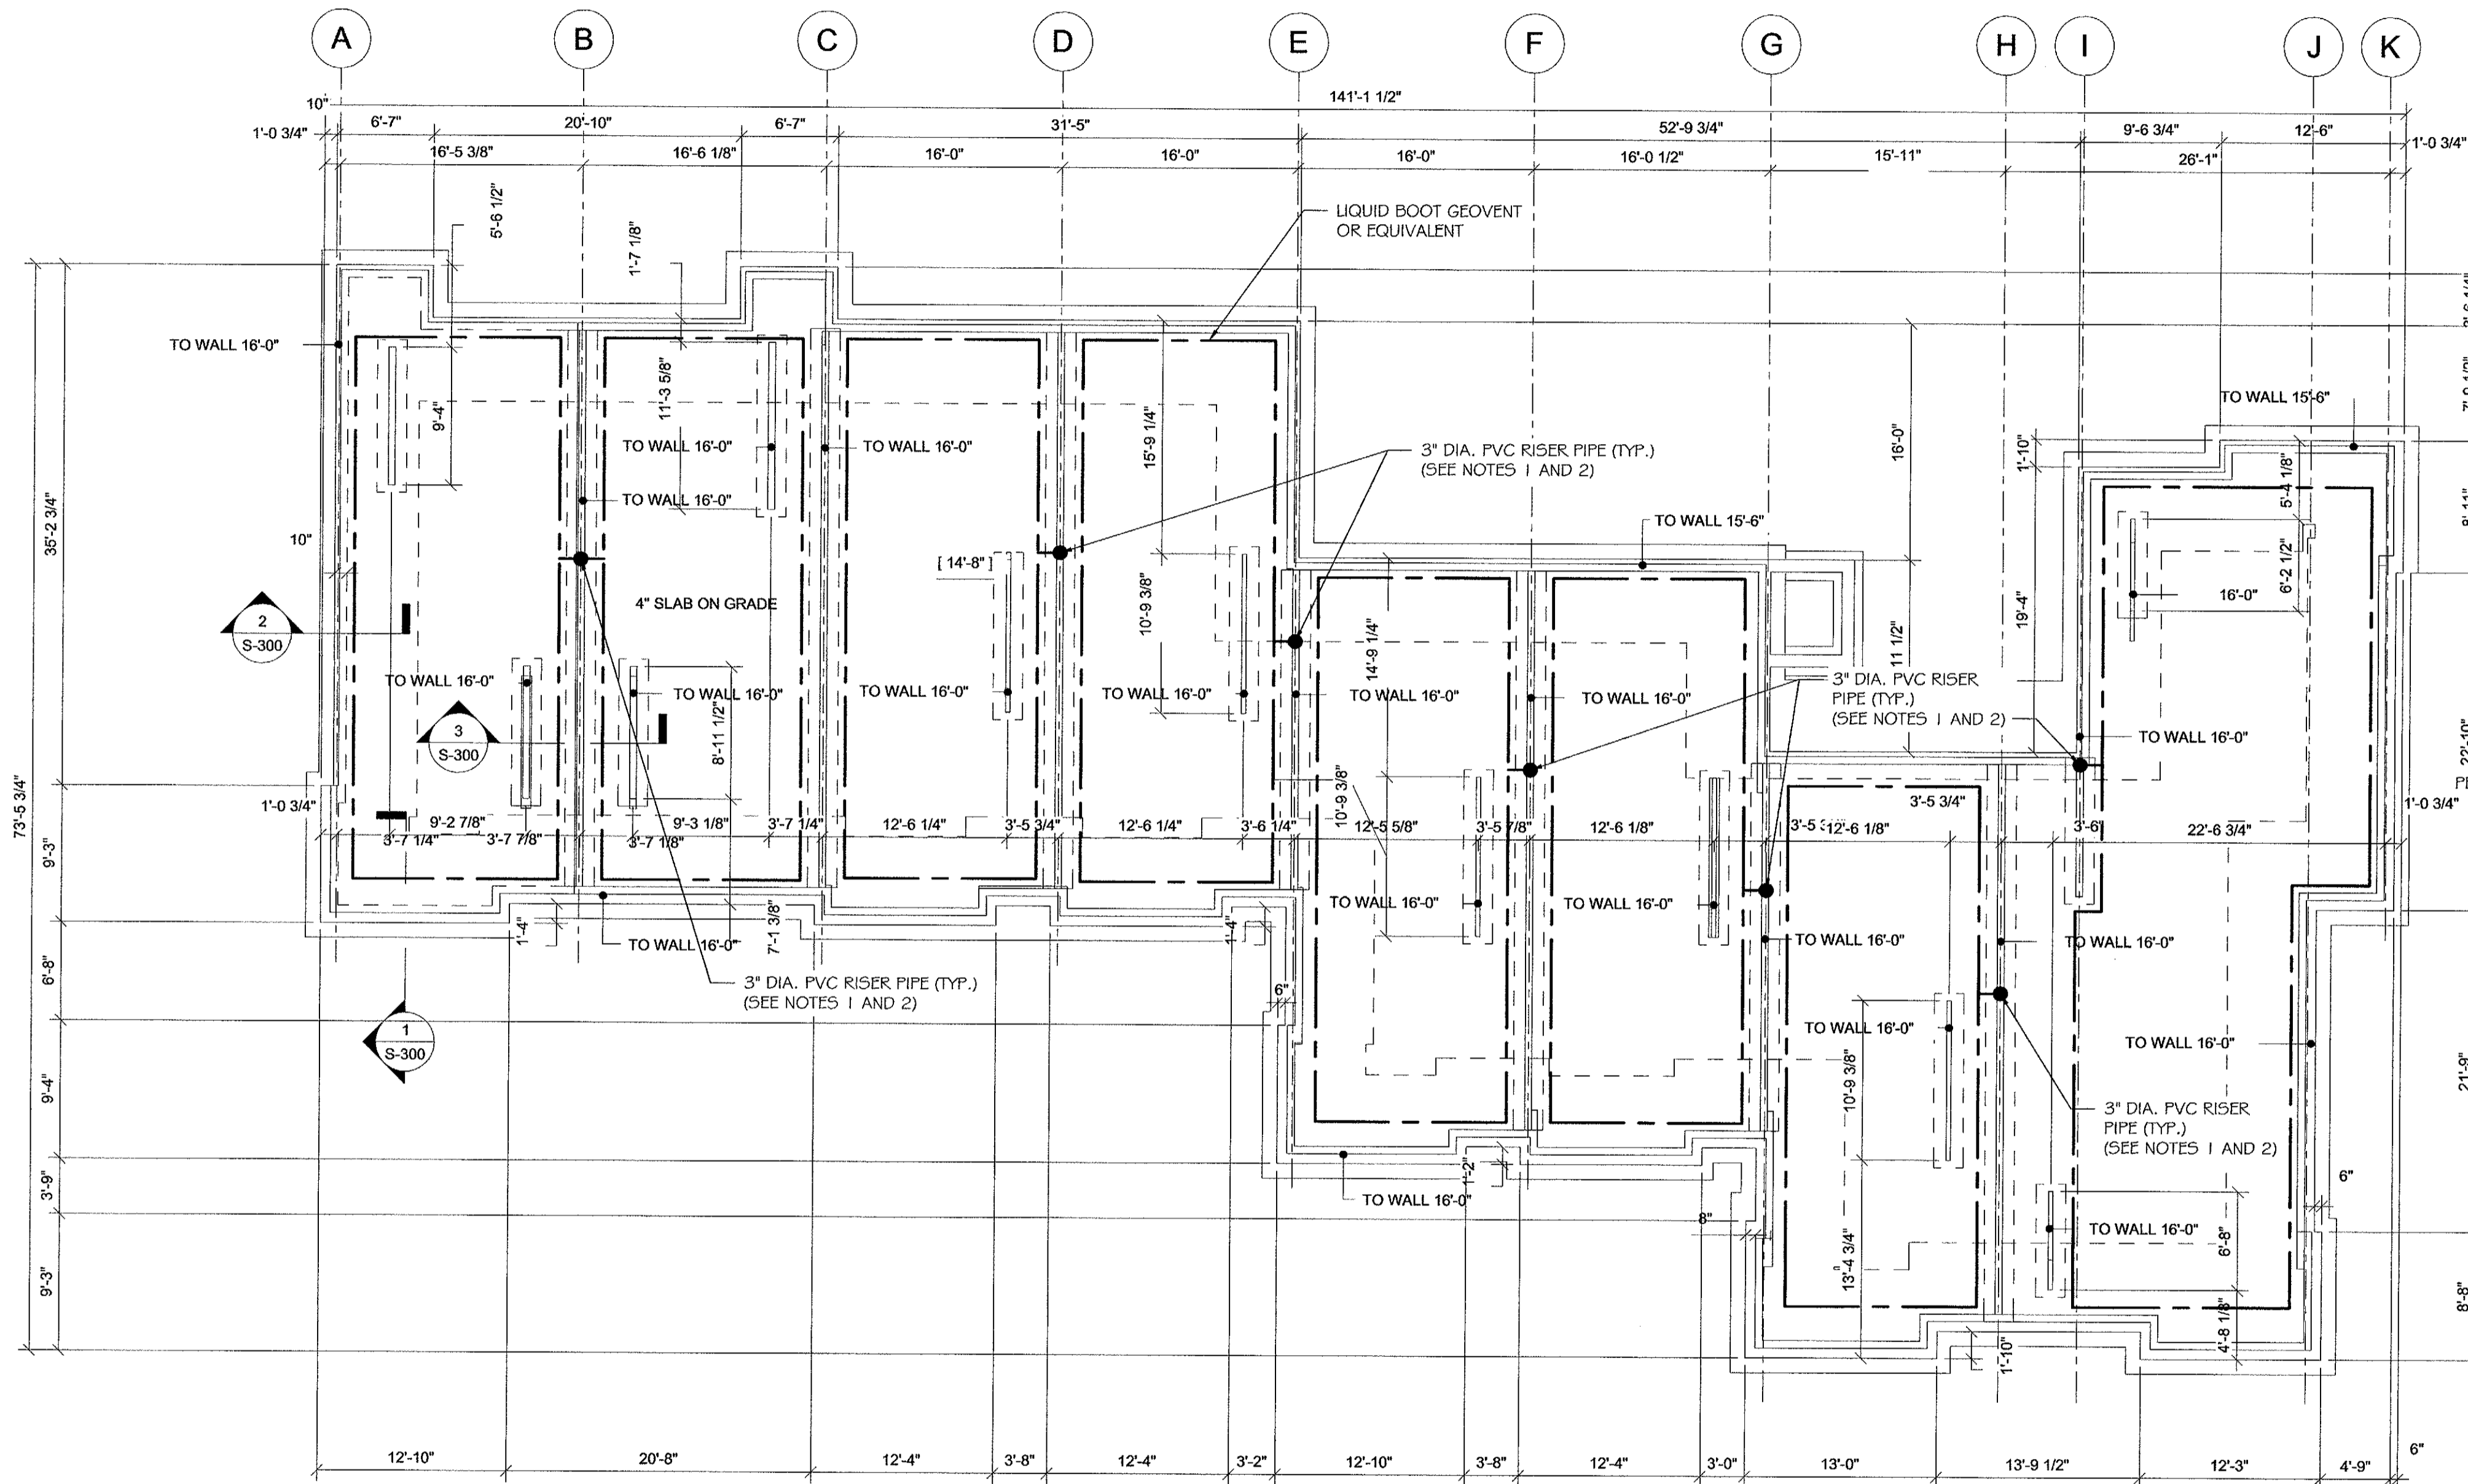 A B C D E F G H I J K
10" 141'-1 1/2"
1'-0 3/4" 6'-7" 20'-10" 6'-7" 31'-5" 52'-9 3/4" 9'-6 3/4" 12'-6" 1'-0 3/4"
16'-5 3/8" 16'-6 1/8" 16'-0" 16'-0" 16'-0" 16'-0 1/2" 15'-11" 26'-1"
5'-6 1/2"
1'-7 1/8"
LIQUID BOOT GEOVENT
OR EQUIVALENT
TO WALL 16'-0"
9'-4"
11'-3 5/8"
TO WALL 16'-0"
TO WALL 16'-0"
TO WALL 16'-0"
15'-9 1/4"
3" DIA. PVC RISER PIPE (TYP.)
(SEE NOTES 1 AND 2)
16'-0"
TO WALL 15'-6"
1'-10"
5'-4 1/8"
8'-11"
35'-2 3/4"
10"
[ 14'-8" ]
TO WALL 15'-6"
4" SLAB ON GRADE
10'-9 3/8"
14'-9 1/4"
11 1/2"
19'-4"
16'-0"
6'-2 1/2"
2
S-300
TO WALL 16'-0"
TO WALL 16'-0"
TO WALL 16'-0"
TO WALL 16'-0"
TO WALL 16'-0"
TO WALL 16'-0"
3" DIA. PVC RISER
PIPE (TYP.)
(SEE NOTES 1 AND 2)
TO WALL 16'-0"
3
S-300
8'-11 1/2"
22'-10"
73'-5 3/4"
1'-0 3/4"
10'-9 3/8"
3'-5 3/4"
1'-0 3/4"
9'-2 7/8" 9'-3 1/8" 3'-7 1/4" 12'-6 1/4" 3'-5 3/4" 12'-6 1/4" 3'-6 1/4" 12'-5 5/8" 3'-5 7/8" 12'-6 1/8" 12'-6 1/8" 3'-6" 22'-6 3/4"
3'-7 1/4" 3'-7 7/8" 3'-7 1/8"
9'-3"
TO WALL 16'-0"
TO WALL 16'-0"
1'-4"
TO WALL 16'-0"
7'-1 3/8"
1'-4"
TO WALL 16'-0"
TO WALL 16'-0"
6'-8"
3" DIA. PVC RISER PIPE (TYP.)
(SEE NOTES 1 AND 2)
6"
1
S-300
TO WALL 16'-0"
TO WALL 16'-0"
9'-4"
10'-9 3/8"
21'-9"
3" DIA. PVC RISER
PIPE (TYP.)
(SEE NOTES 1 AND 2)
3'-9"
1'-2"
TO WALL 16'-0"
6"
8"
13'-4 3/4"
TO WALL 16'-0"
6'-8"
9'-3"
4'-8 1/8"
8'-8"
1'-10"
12'-10" 20'-8" 12'-4" 3'-8" 12'-4" 3'-2" 12'-10" 3'-8" 12'-4" 3'-0" 13'-0" 13'-9 1/2" 12'-3" 4'-9" 6"